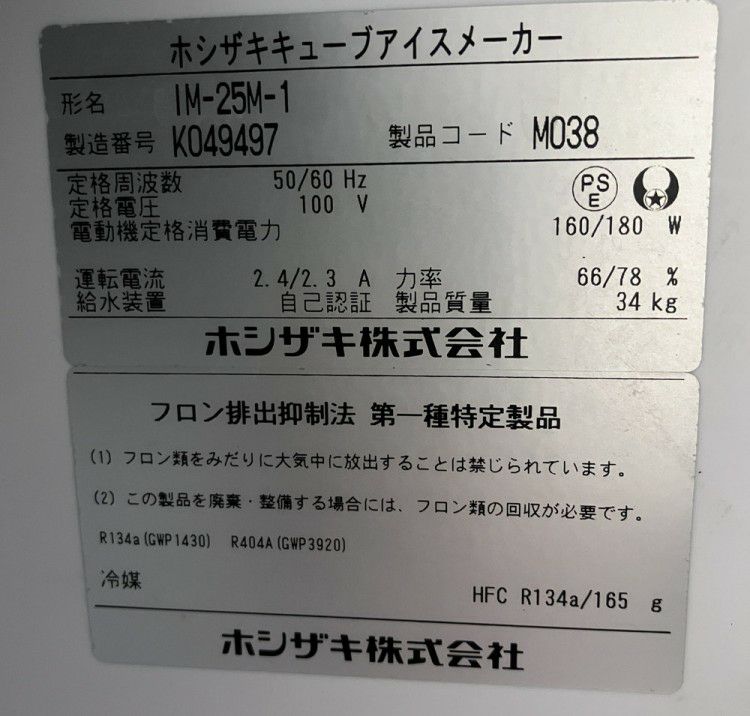 ホシザキキューブアイスメーカー
形名 IM-25M-1
製造番号 K049497 製品コード M038
定格周波数 50/60 Hz
定格電圧 100 V
PS E
電動機定格消費電力 160/180 W
運転電流 2.4/2.3 A 力率 66/78 %
給水装置 自己認証 製品質量 34 kg
ホシザキ株式会社
フロン排出抑制法 第一種特定製品
(1) フロン類をみだりに大気中に放出することは禁じられています。
(2) この製品を廃棄・整備する場合には、フロン類の回収が必要です。
R134a(GWP1430) R404A(GWP3920)
冷媒 HFC R134a/165 g
ホシザキ株式会社